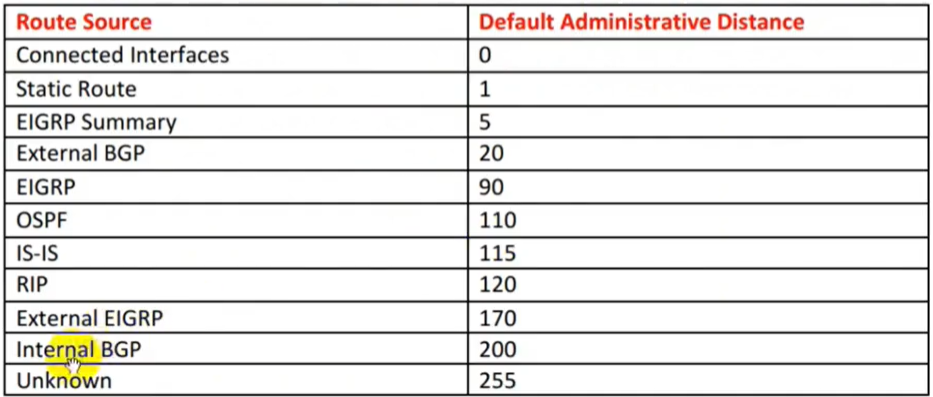 Route Source Default Administrative Distance
Connected Interfaces 0
Static Route 1
EIGRP Summary 5
External BGP 20
EIGRP 90
OSPF 110
IS-IS 115
RIP 120
External EIGRP 170
Internal BGP 200
Unknown 255